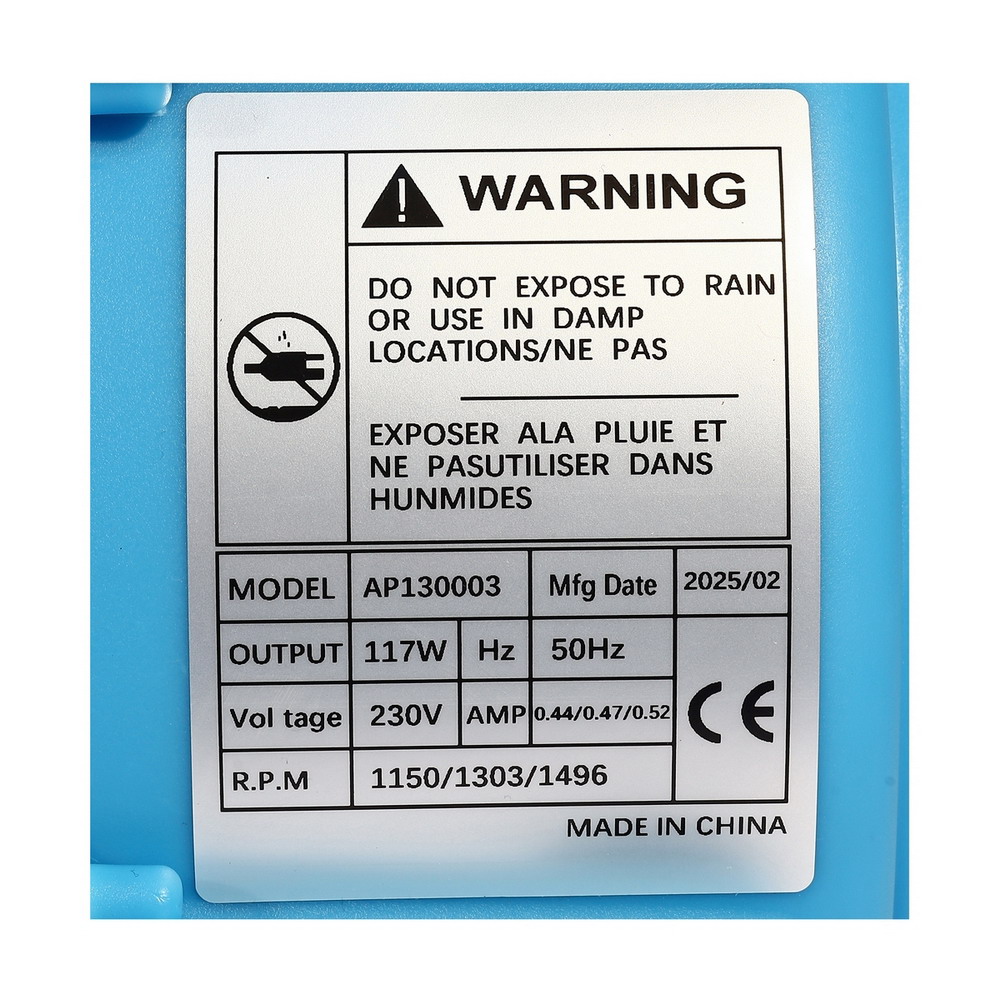 WARNING
DO NOT EXPOSE TO RAIN
OR USE IN DAMP
LOCATIONS/NE PAS
EXPOSER ALA PLUIE ET
NE PASUTILISER DANS
HUNMIDES
MODEL AP130003 Mfg Date 2025/02
OUTPUT 117W Hz 50Hz
Vol tage 230V AMP 0.44/0.47/0.52
CE
R.P.M 1150/1303/1496
MADE IN CHINA